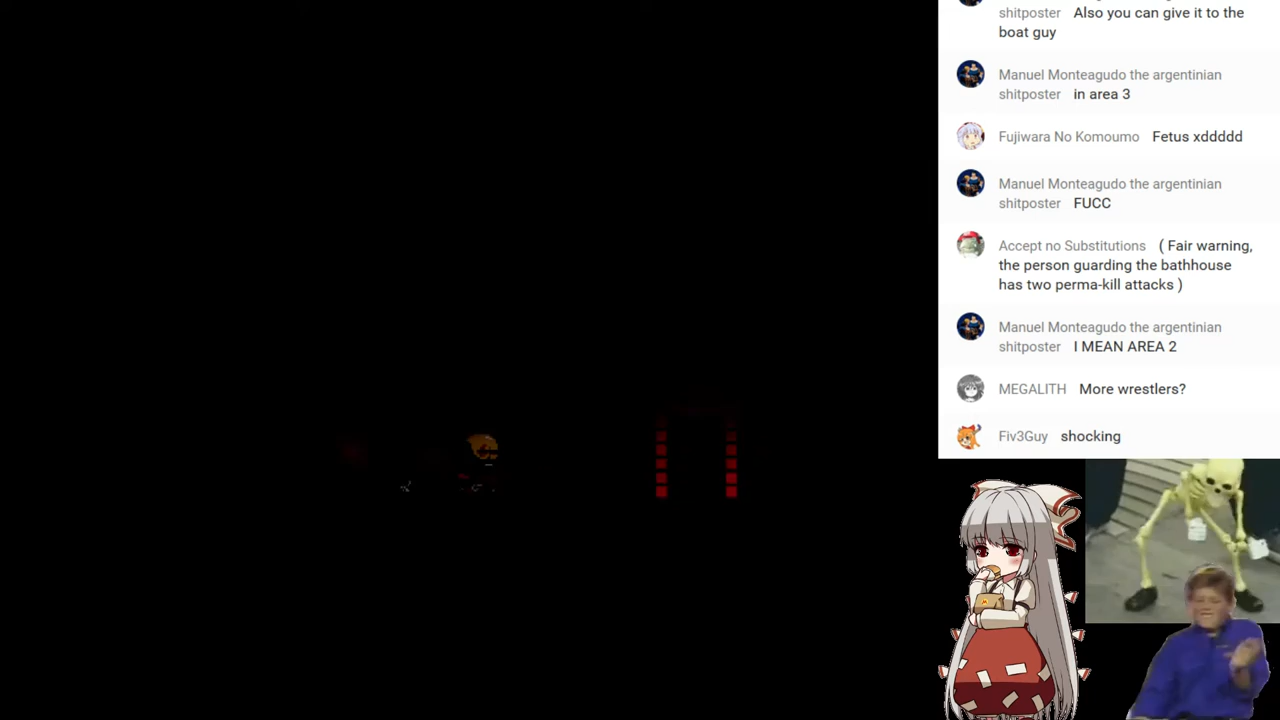 shitposter Also you can give it to the
boat guy
Manuel Monteagudo the argentinian
shitposter in area 3
Fujiwara No Komoumo Fetus xddddd
Manuel Monteagudo the argentinian
shitposter FUCC
Accept no Substitutions ( Fair warning,
the person guarding the bathhouse
has two perma-kill attacks )
Manuel Monteagudo the argentinian
shitposter I MEAN AREA 2
MEGALITH More wrestlers?
Fiv3Guy shocking